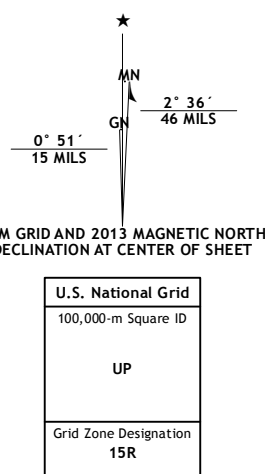 ★
MN
GN
2° 36´
46 MILS
0° 51´
15 MILS
M GRID AND 2013 MAGNETIC NORTH
DECLINATION AT CENTER OF SHEET
U.S. National Grid
100,000-m Square ID
UP
Grid Zone Designation
15R